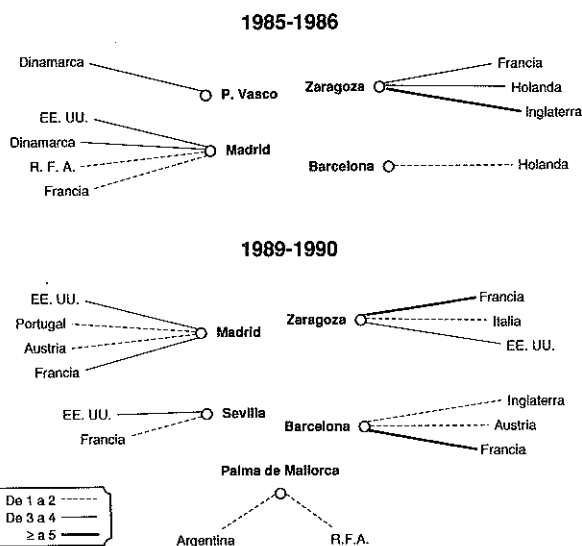 1985-1986
Dinamarca
P. Vasco
EE. UU.
Dinamarca
R. F. A.
Francia
Madrid
Zaragoza
Francia
Holanda
Inglaterra
Barcelona
Holanda
1989-1990
EE. UU.
Portugal
Austria
Francia
Madrid
Zaragoza
Francia
Italia
EE. UU.
EE. UU.
Francia
Sevilla
Barcelona
Inglaterra
Austria
Francia
Palma de Mallorca
Argentina
R.F.A.
De 1 a 2
De 3 a 4
≥ a 5